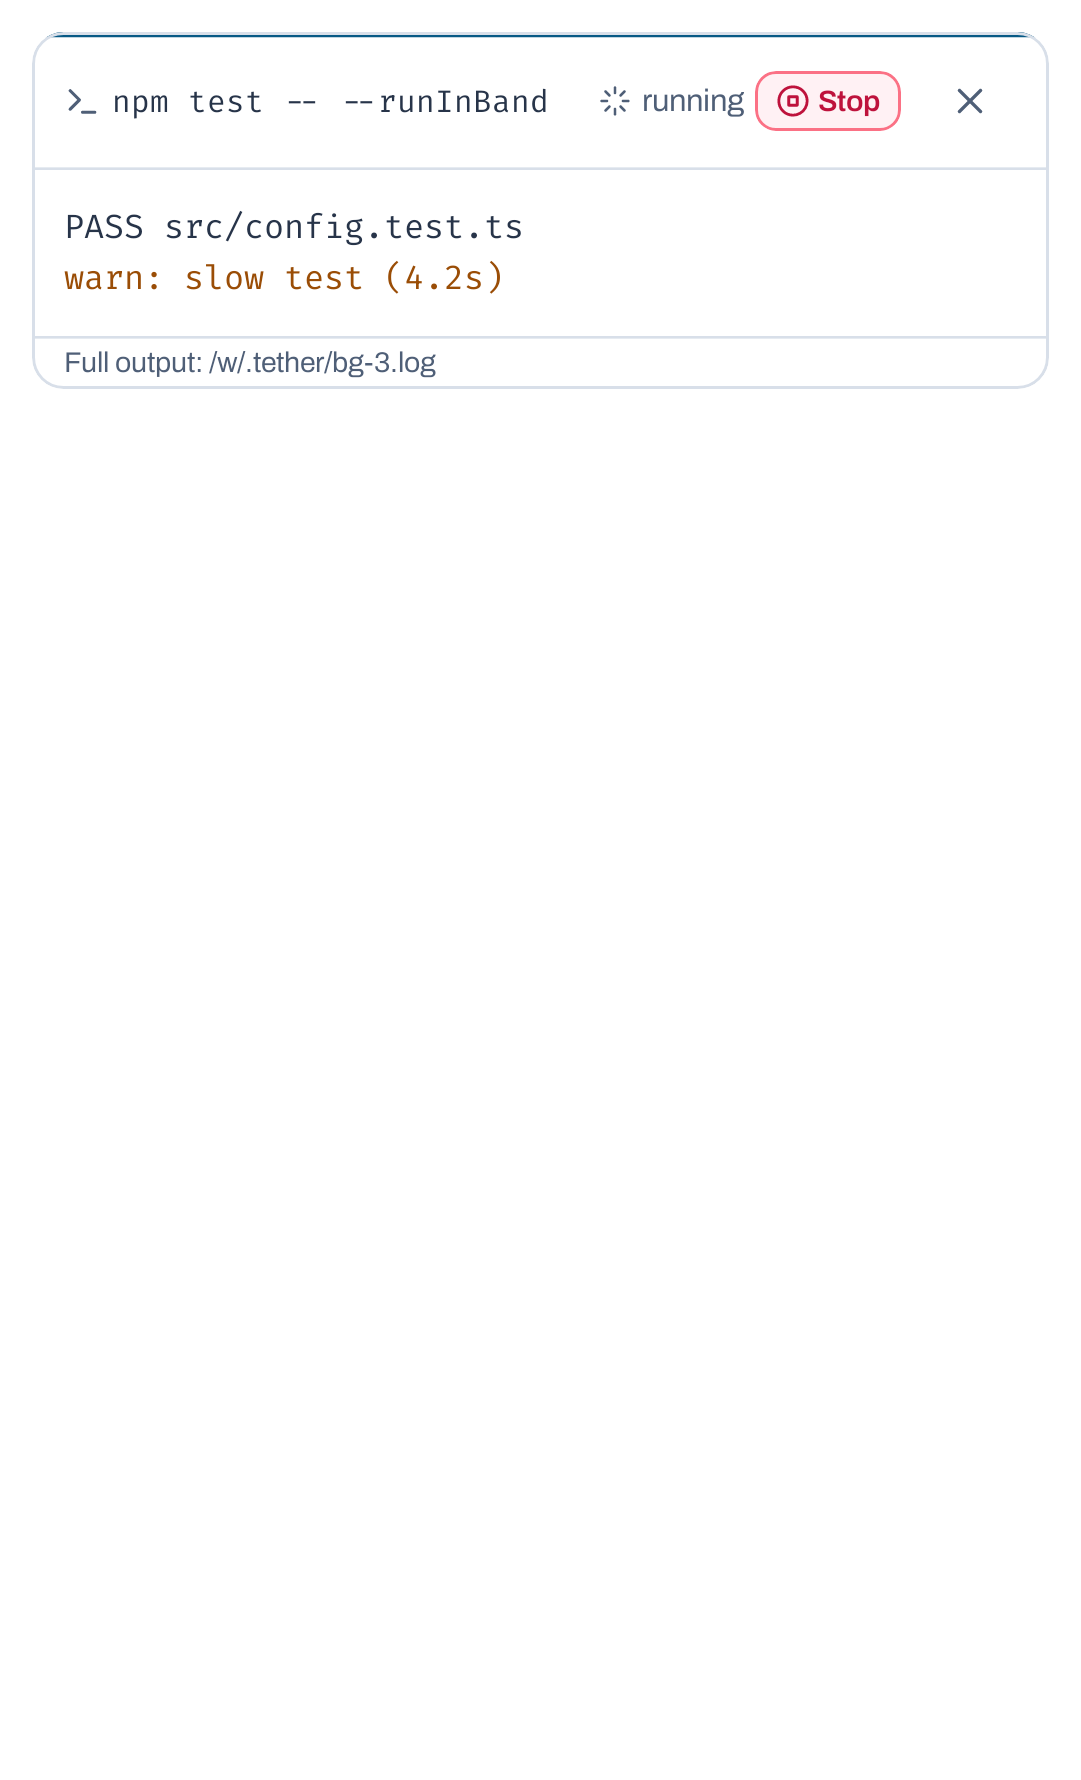 npm test -- --runInBand running Stop
PASS src/config.test.ts
warn: slow test (4.2s)
Full output: /w/.tether/bg-3.log